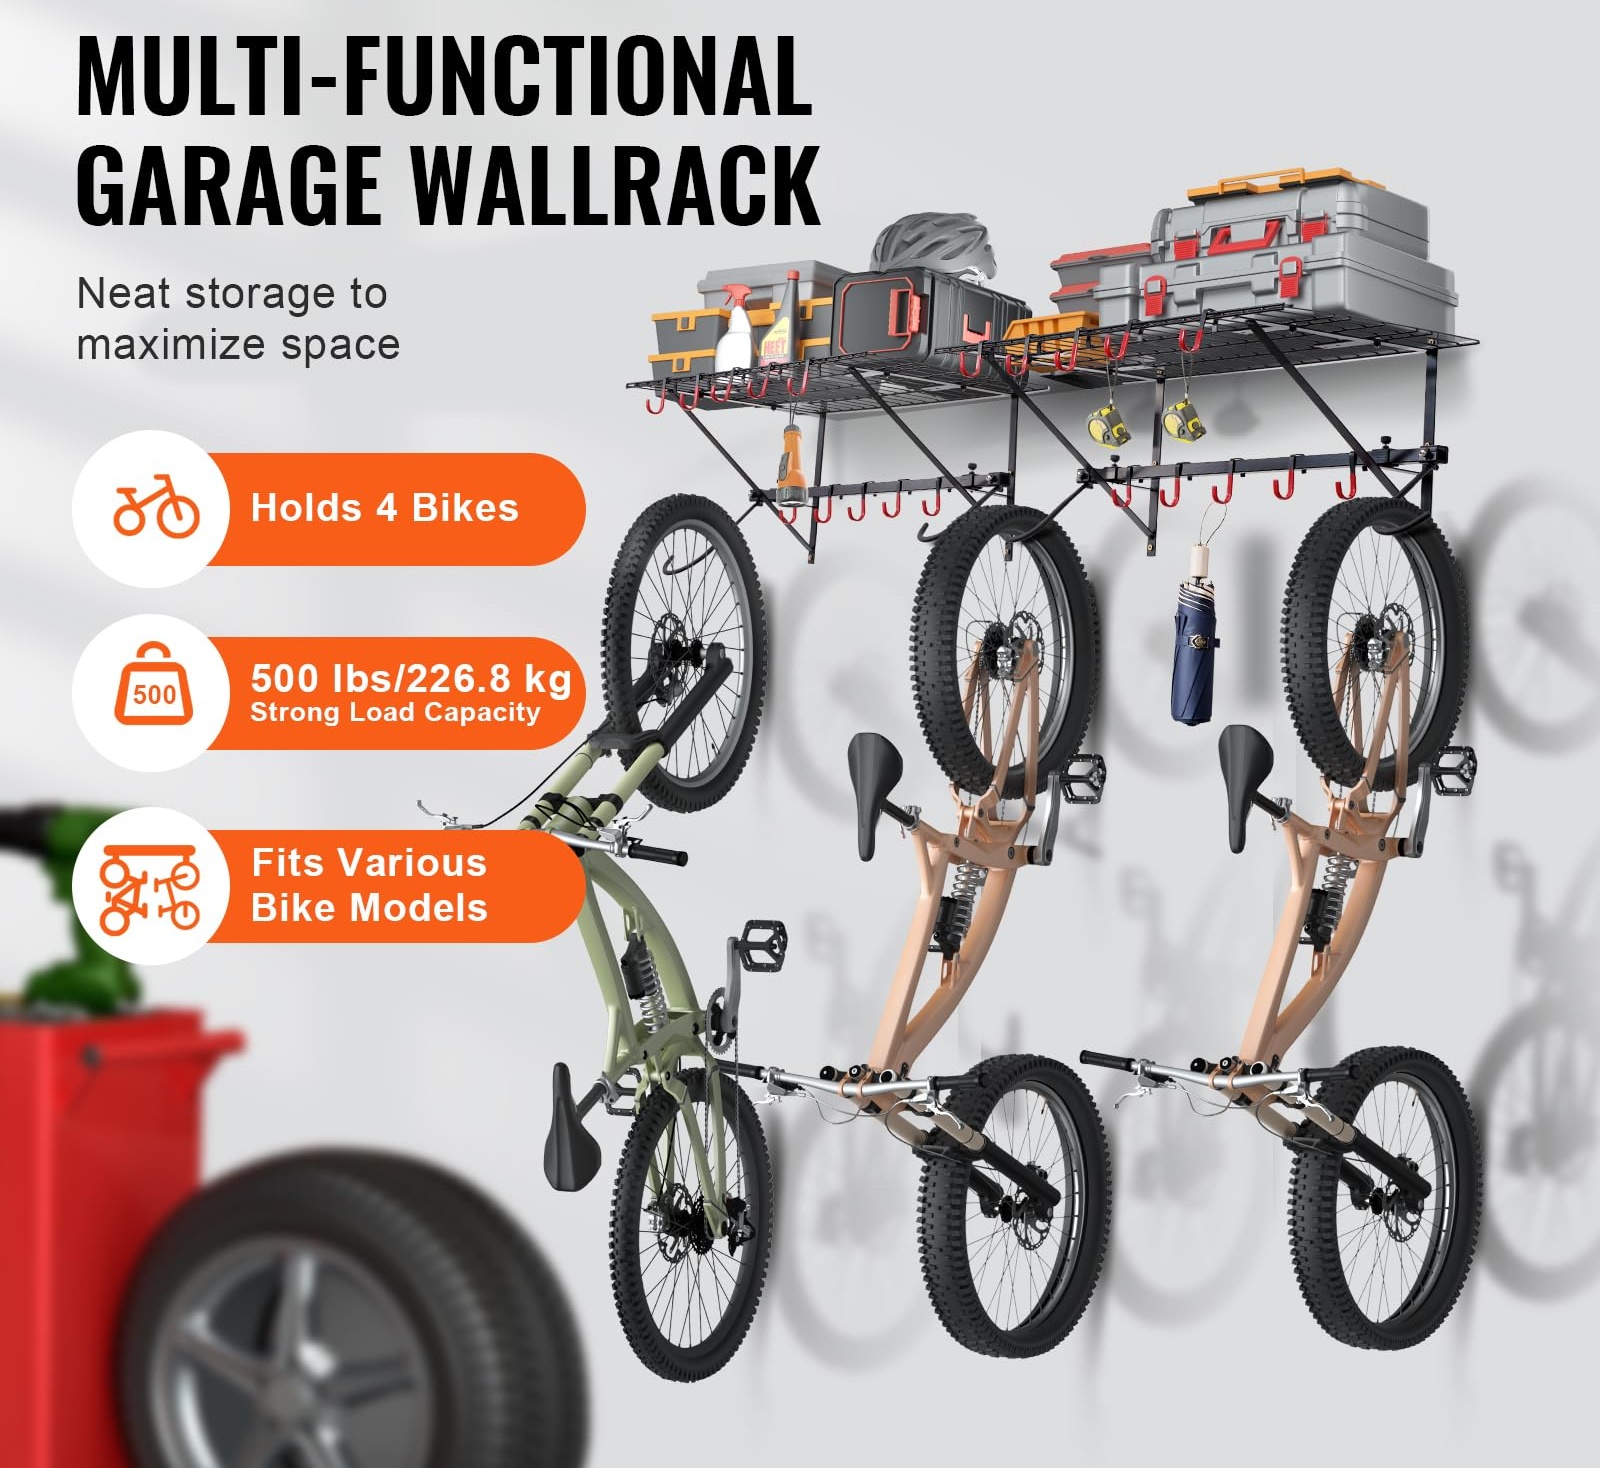 MULTI-FUNCTIONAL
GARAGE WALLRACK
Neat storage to
maximize space
Holds 4 Bikes
500
500 lbs/226.8 kg
Strong Load Capacity
Fits Various
Bike Models
HEET